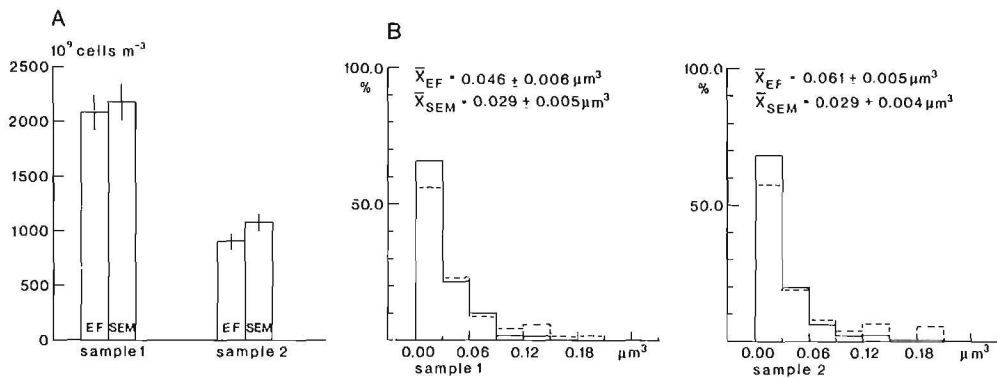 A
10⁹ cells m⁻³
2500
2000
1500
1000
500
0
EF SEM
EF SEM
sample 1
sample 2
B
100.0
%
50.0
X̅EF = 0.046 ± 0.006 µm³
X̅SEM = 0.029 ± 0.005 µm³
0.00 0.06 0.12 0.18 µm³
sample 1
100.0
%
50.0
X̅EF = 0.061 ± 0.005 µm³
X̅SEM = 0.029 ± 0.004 µm³
0.00 0.06 0.12 0.18 µm³
sample 2